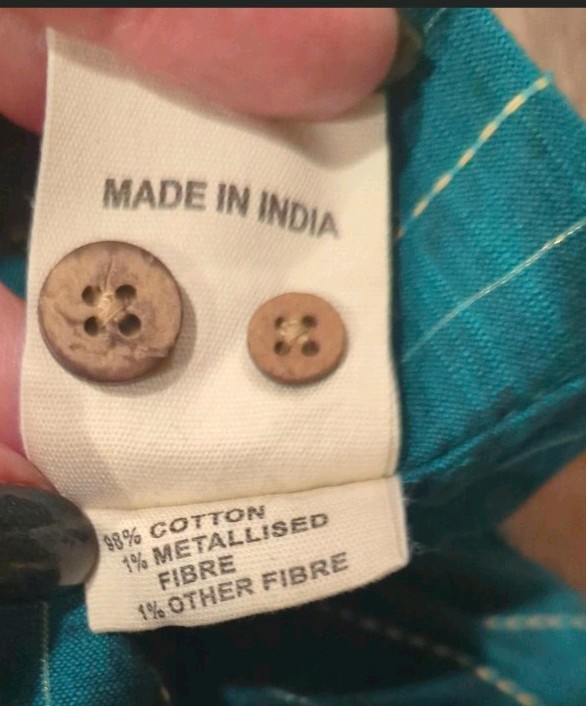 MADE IN INDIA
98% COTTON
1% METALLISED
FIBRE
1% OTHER FIBRE